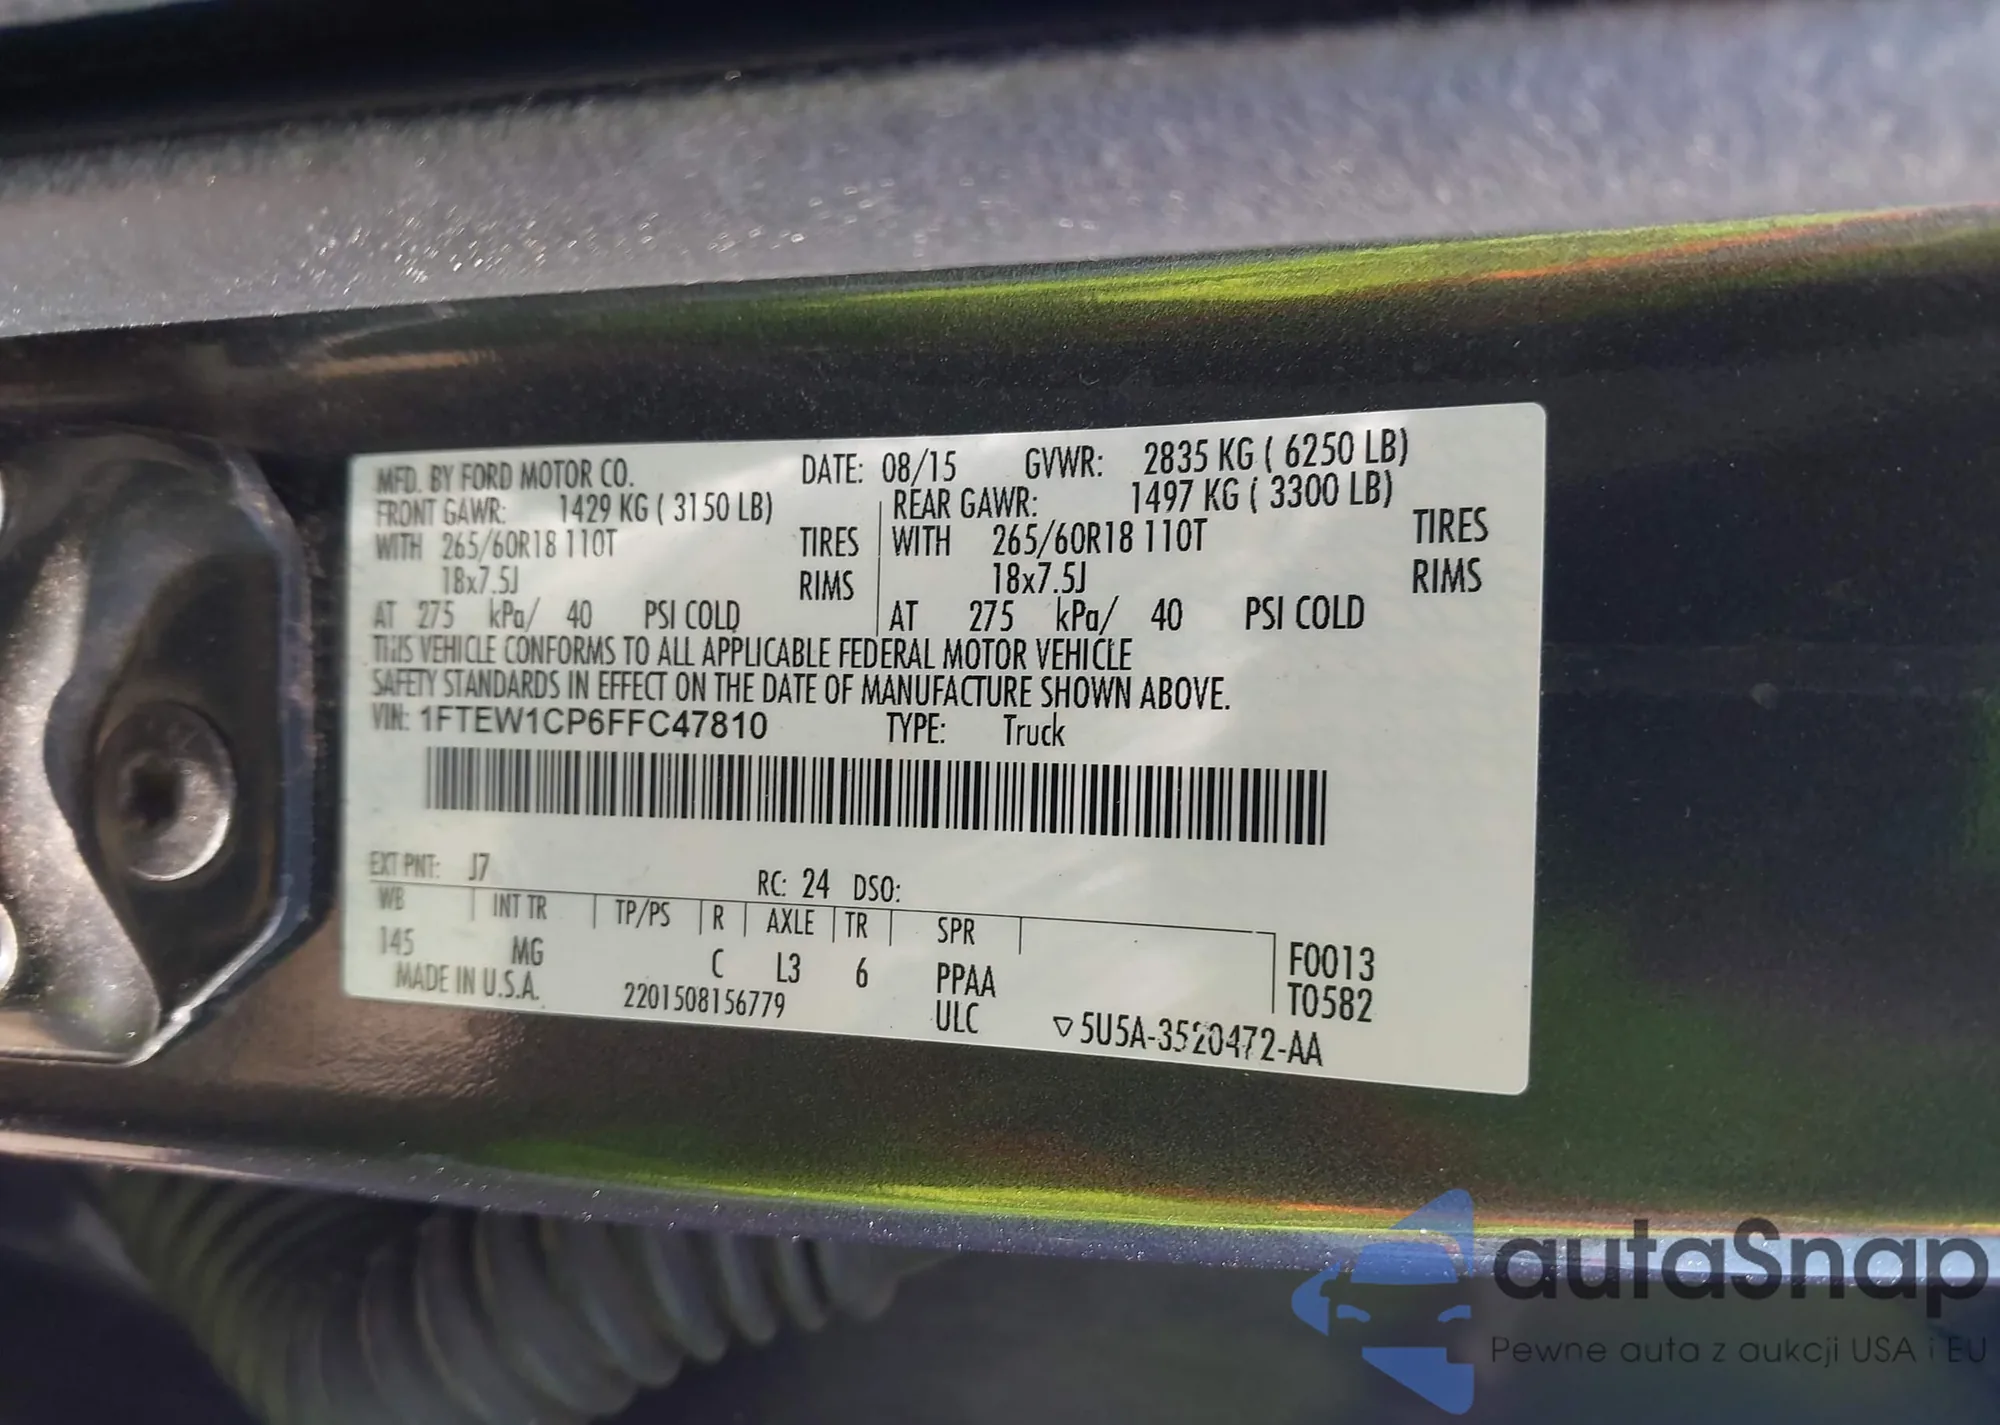 MFD. BY FORD MOTOR CO. DATE: 08/15 GVWR: 2835 KG ( 6250 LB)
FRONT GAWR: 1429 KG ( 3150 LB) REAR GAWR: 1497 KG ( 3300 LB)
WITH 265/60R18 110T TIRES WITH 265/60R18 110T TIRES
18x7.5J RIMS 18x7.5J RIMS
AT 275 kPa/ 40 PSI COLD AT 275 kPa/ 40 PSI COLD
THIS VEHICLE CONFORMS TO ALL APPLICABLE FEDERAL MOTOR VEHICLE
SAFETY STANDARDS IN EFFECT ON THE DATE OF MANUFACTURE SHOWN ABOVE.
VIN: 1FTEW1CP6FFC47810 TYPE: Truck
EXT PNT: J7 RC: 24 DSO:
WB INT TR TP/PS R AXLE TR SPR
145 MG C L3 6 PPAA F0013
MADE IN U.S.A. 2201508156779 ULC T0582
▽ 5U5A-3520472-AA
autaSnap
Pewne auta z aukcji USA i EU